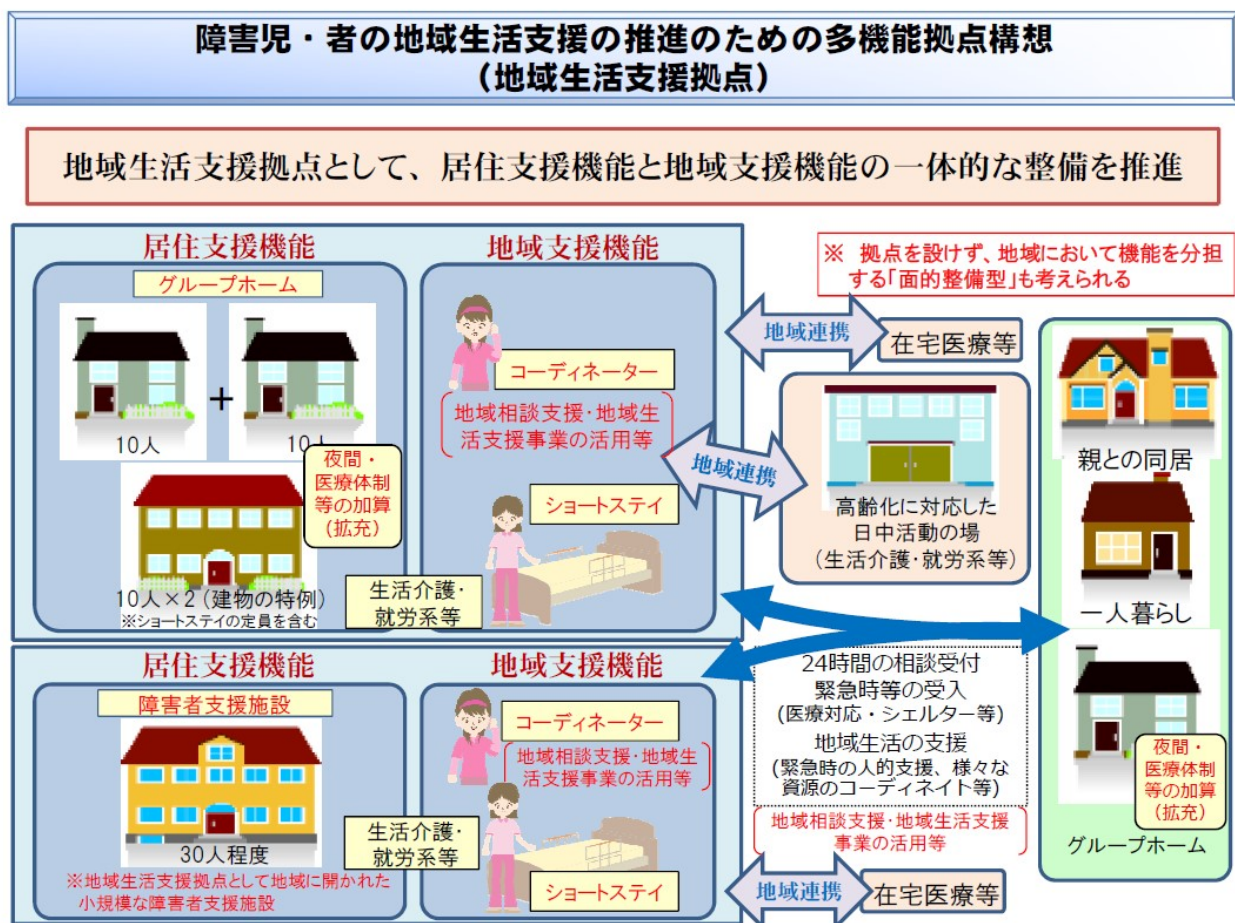 障害児・者の地域生活支援の推進のための多機能拠点構想
（地域生活支援拠点）
地域生活支援拠点として、居住支援機能と地域支援機能の一体的な整備を推進
※ 拠点を設けず、地域において機能を分担
する「面的整備型」も考えられる
居住支援機能
グループホーム
10人
+
10人
夜間・
医療体制
等の加算
（拡充）
10人×2（建物の特例）
※ショートステイの定員を含む
地域支援機能
コーディネーター
地域相談支援・地域生
活支援事業の活用等
ショートステイ
生活介護・
就労系等
地域連携
在宅医療等
地域連携
高齢化に対応した
日中活動の場
（生活介護・就労系等）
親との同居
一人暮らし
夜間・
医療体制
等の加算
（拡充）
グループホーム
24時間の相談受付
緊急時等の受入
(医療対応・シェルター等)
地域生活の支援
(緊急時の人的支援、様々な
資源のコーディネイト等)
地域相談支援・地域生活支援
事業の活用等
居住支援機能
障害者支援施設
30人程度
※地域生活支援拠点として地域に開かれた
小規模な障害者支援施設
地域支援機能
コーディネーター
地域相談支援・地域生
活支援事業の活用等
生活介護・
就労系等
ショートステイ
地域連携
在宅医療等